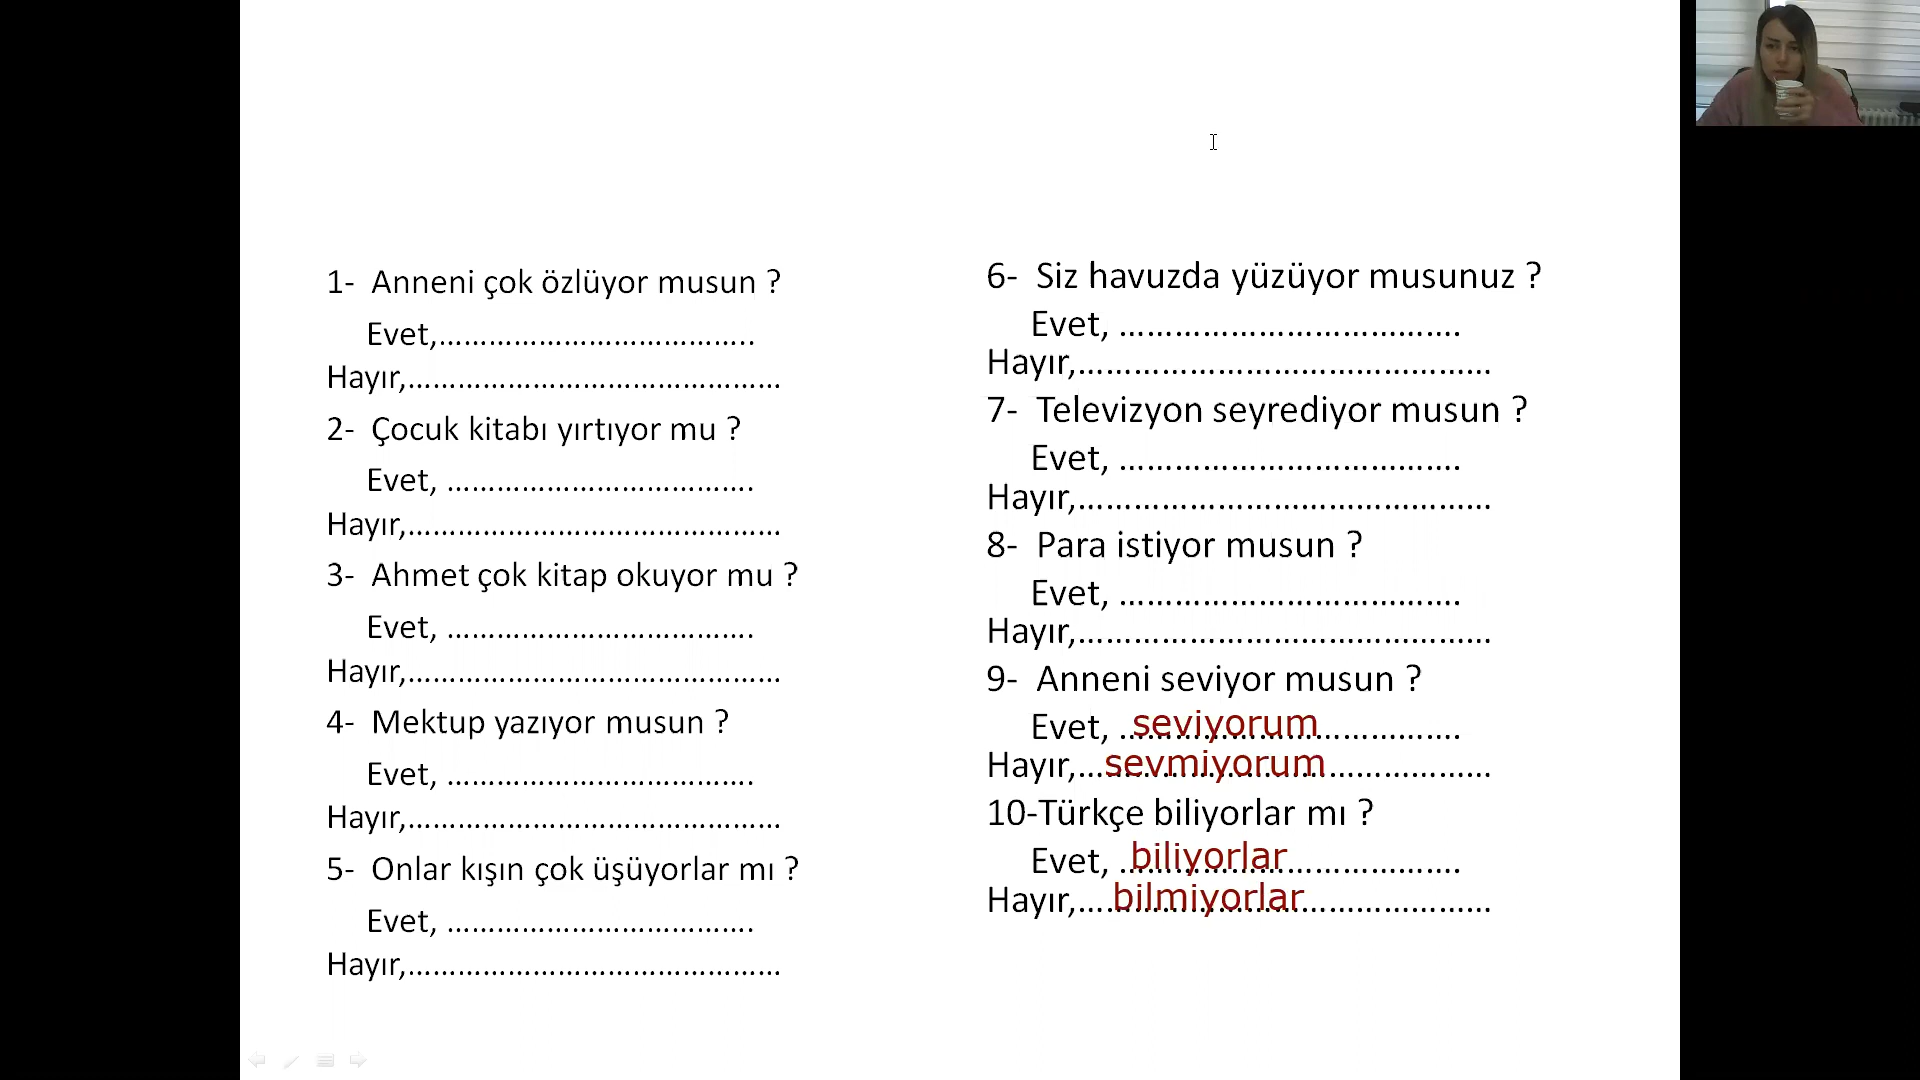 1- Anneni çok özlüyor musun ?
Evet,……………………………….. 
Hayır,………………………………………
2- Çocuk kitabı yırtıyor mu ?
Evet, ……………………………….
Hayır,………………………………………
3- Ahmet çok kitap okuyor mu ?
Evet, ……………………………….
Hayır,………………………………………
4- Mektup yazıyor musun ?
Evet, ……………………………….
Hayır,………………………………………
5- Onlar kışın çok üşüyorlar mı ?
Evet, ……………………………….
Hayır,………………………………………
6- Siz havuzda yüzüyor musunuz ?
Evet, ……………………………….
Hayır,………………………………………
7- Televizyon seyrediyor musun ?
Evet, ……………………………….
Hayır,………………………………………
8- Para istiyor musun ?
Evet, ……………………………….
Hayır,………………………………………
9- Anneni seviyor musun ?
Evet, ..seviyorum……………….
Hayır,…sevmiyorum………………
10-Türkçe biliyorlar mı ?
Evet, ..biliyorlar……………….
Hayır,…bilmiyorlar…………………